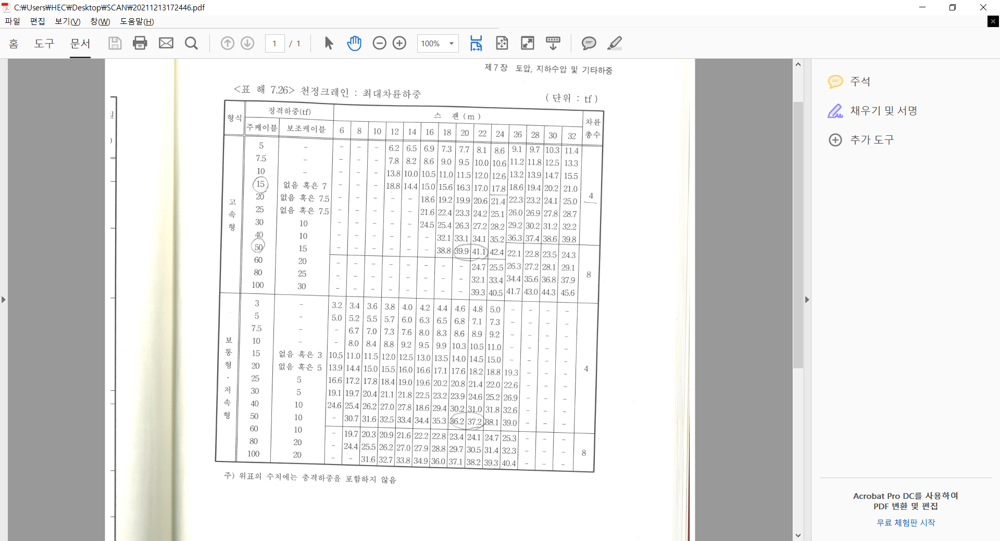 C:₩Users₩HEC₩Desktop₩SCAN₩20211213172446.pdf
파일 편집 보기(V) 창(W) 도움말(H)
홈 도구 문서 1 / 1 100%
제 7 장 토압, 지하수압 및 기타하중
<표 해 7.26> 천정크레인 : 최대차륜하중 ( 단위 : tf )
형식 정격하중(tf) 스 팬 ( m ) 차륜 총수
주케이블 보조케이블 6 8 10 12 14 16 18 20 22 24 26 28 30 32
고속형
5 - - - - 6.2 6.5 6.9 7.3 7.7 8.1 8.6 9.1 9.7 10.3 11.4
7.5 - - - - 7.8 8.2 8.6 9.0 9.5 10.0 10.6 11.2 11.8 12.5 13.3
10 - - - - 13.8 10.0 10.5 11.0 11.5 12.0 12.6 13.2 13.9 14.7 15.5
15 없음 혹은 7 - - - 18.8 14.4 15.0 15.6 16.3 17.0 17.8 18.6 19.4 20.2 21.0
20 없음 혹은 7.5 - - - - - 18.6 19.2 19.9 20.6 21.4 22.3 23.2 24.1 25.0 4
25 없음 혹은 7.5 - - - - - 21.6 22.4 23.3 24.2 25.1 26.0 26.9 27.8 28.7
30 10 - - - - - 24.5 25.4 26.3 27.2 28.2 29.2 30.2 31.2 32.2
40 10 - - - - - - 32.1 33.1 34.1 35.2 36.3 37.4 38.6 39.8
50 15 - - - - - - 38.8 39.9 41.1 42.4 22.1 22.8 23.5 24.3
60 20 - - - - - - - - 24.7 25.5 26.3 27.2 28.1 29.1 8
80 25 - - - - - - - - 32.1 33.4 34.4 35.6 36.8 37.9
100 30 - - - - - - - - 39.3 40.5 41.7 43.0 44.3 45.6
보통형·저속형
3 - 3.2 3.4 3.6 3.8 4.0 4.2 4.4 4.6 4.8 5.0 - - - -
5 - 5.0 5.2 5.5 5.7 6.0 6.3 6.5 6.8 7.1 7.3 - - - -
7.5 - - 6.7 7.0 7.3 7.6 8.0 8.3 8.6 8.9 9.2 - - - -
10 - - 8.0 8.4 8.8 9.2 9.5 9.9 10.3 10.5 11.0 - - - -
15 없음 혹은 3 10.5 11.0 11.5 12.0 12.5 13.0 13.5 14.0 14.5 15.0 - - - -
20 없음 혹은 5 13.9 14.4 15.0 15.5 16.0 16.6 17.1 17.6 18.2 18.8 19.3 - - - 4
25 5 16.6 17.2 17.8 18.4 19.0 19.6 20.2 20.8 21.4 22.0 22.6 - - -
30 5 19.1 19.7 20.4 21.1 21.8 22.5 23.2 23.9 24.6 25.2 26.9 - - -
40 10 24.6 25.4 26.2 27.0 27.8 18.6 29.4 30.2 31.0 31.8 32.6 - - -
50 10 - 30.7 31.6 32.5 33.4 34.4 35.3 36.2 37.2 38.1 39.0 - - -
60 10 - 19.7 20.3 20.9 21.6 22.2 22.8 23.4 24.1 24.7 25.3 - - -
80 20 - 24.4 25.5 26.2 27.0 27.9 28.8 29.7 30.5 31.4 32.3 - - - 8
100 20 - - 31.6 32.7 33.8 34.9 36.0 37.1 38.2 39.3 40.4 - - -
주) 위표의 수치에는 충격하중을 포함하지 않음
주석
채우기 및 서명
추가 도구
Acrobat Pro DC를 사용하여
PDF 변환 및 편집
무료 체험판 시작